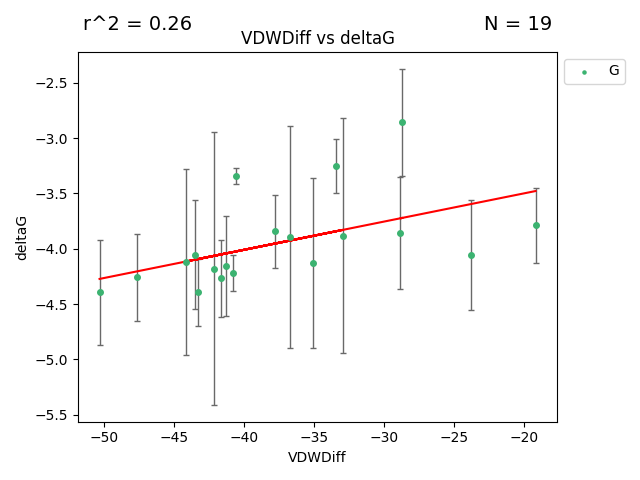 r^2 = 0.26
N = 19
VDWDiff vs deltaG
G
deltaG
−2.5
−3.0
−3.5
−4.0
−4.5
−5.0
−5.5
−50
−45
−40
−35
−30
−25
−20
VDWDiff